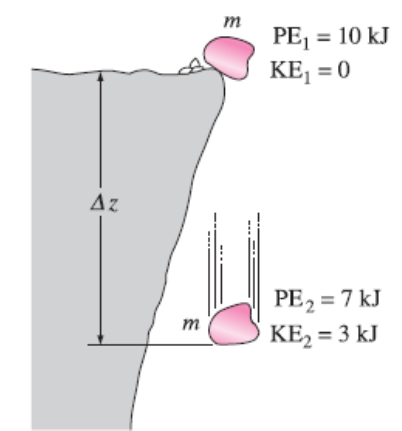 m
PE₁ = 10 kJ
KE₁ = 0
Δz
PE₂ = 7 kJ
m
KE₂ = 3 kJ